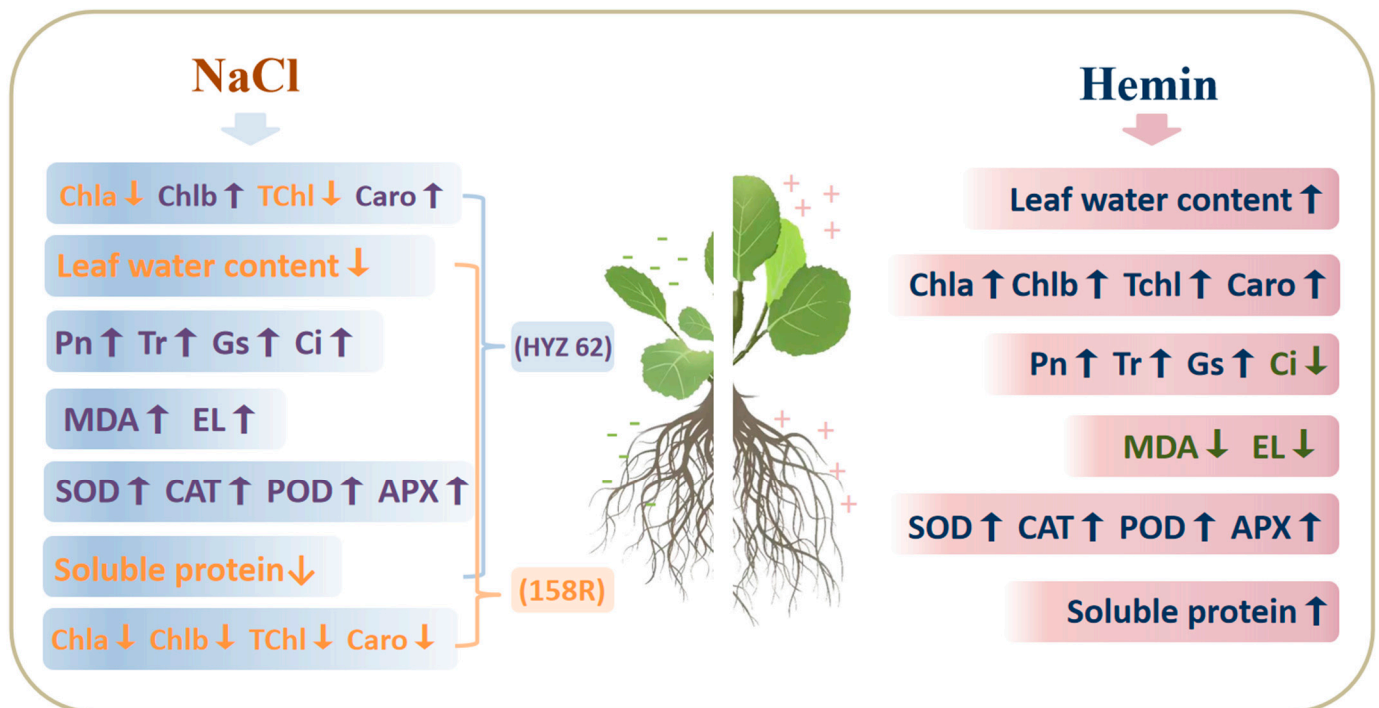 NaCl
Chla ↓ Chlb ↑ TChl ↓ Caro ↑
Leaf water content ↓
Pn ↑ Tr ↑ Gs ↑ Ci ↑
MDA ↑ EL ↑
SOD ↑ CAT ↑ POD ↑ APX ↑
Soluble protein ↓
Chla ↓ Chlb ↓ TChl ↓ Caro ↓
(HYZ 62)
(158R)
Hemin
Leaf water content ↑
Chla ↑ Chlb ↑ Tchl ↑ Caro ↑
Pn ↑ Tr ↑ Gs ↑ Ci ↓
MDA ↓ EL ↓
SOD ↑ CAT ↑ POD ↑ APX ↑
Soluble protein ↑